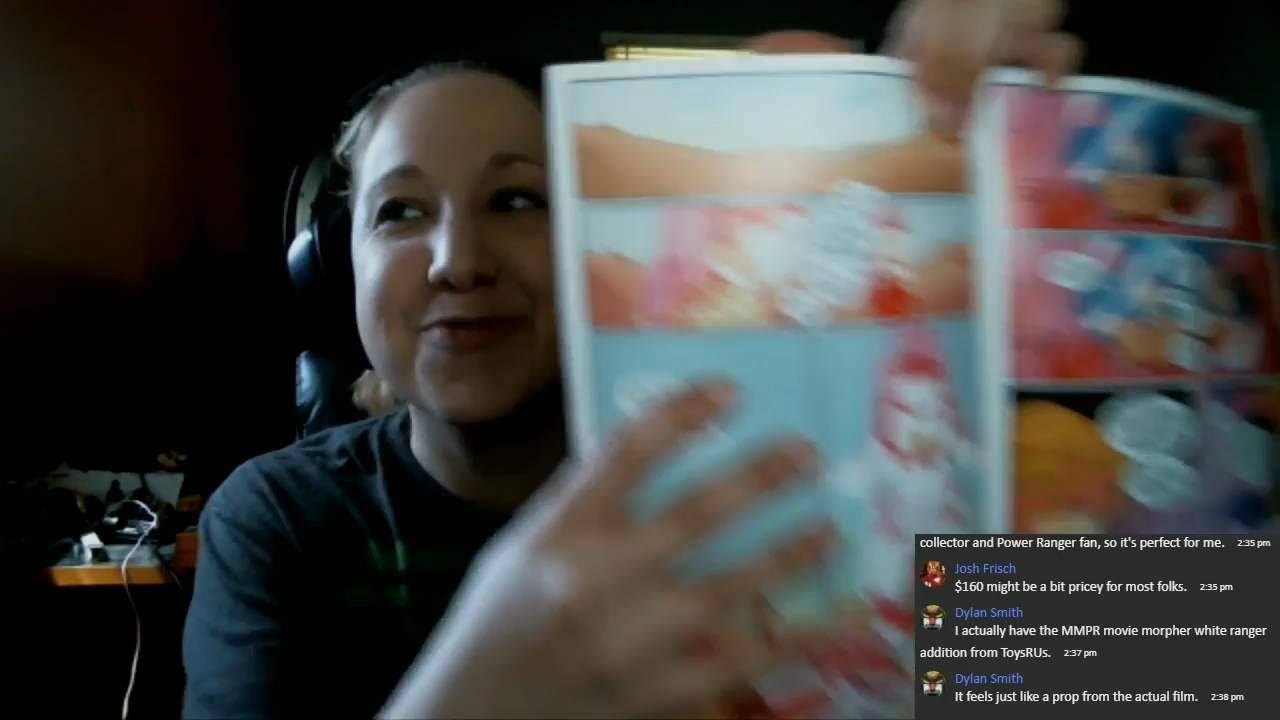 collector and Power Ranger fan, so it's perfect for me. 2:35 pm
Josh Frisch
$160 might be a bit pricey for most folks. 2:35 pm
Dylan Smith
I actually have the MMPR movie morpher white ranger
addition from ToysRUs. 2:37 pm
Dylan Smith
It feels just like a prop from the actual film. 2:38 pm